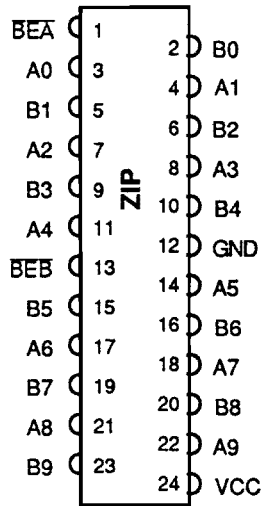 BEA 1
2 B0
A0 3
4 A1
B1 5
6 B2
A2 7
8 A3
B3 9
ZIP
10 B4
A4 11
12 GND
BEB 13
14 A5
B5 15
16 B6
A6 17
18 A7
B7 19
20 B8
A8 21
22 A9
B9 23
24 VCC